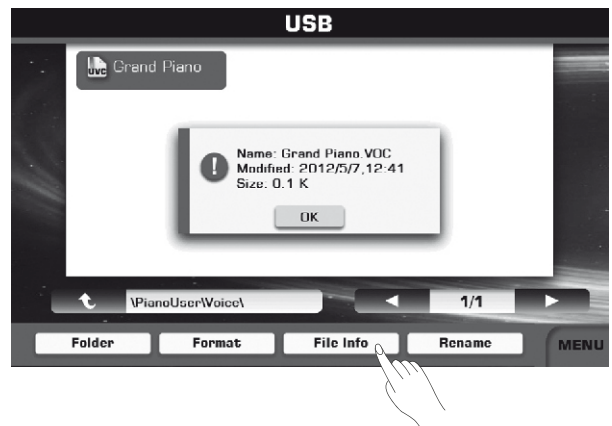 USB
UVC Grand Piano
Name: Grand Piano.VOC
Modified: 2012/5/7,12:41
Size: 0.1 K
OK
\PianoUser\Voice\
1/1
Folder Format File Info Rename MENU